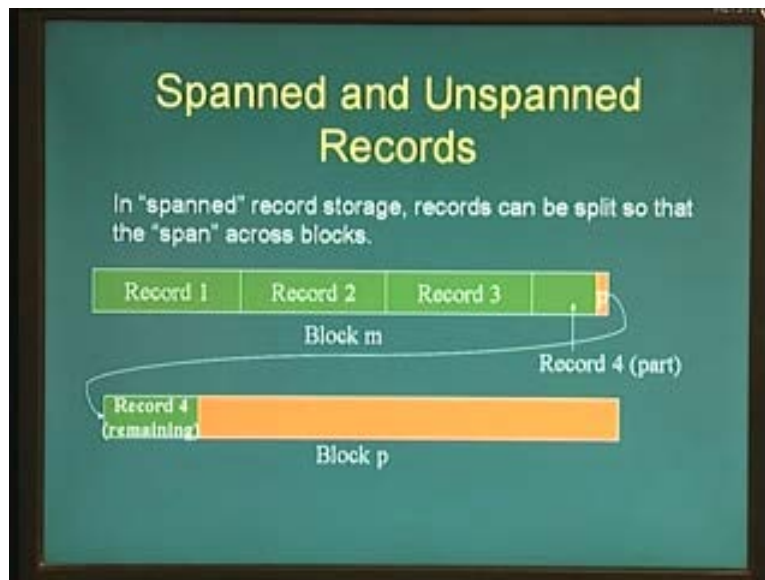 Spanned and Unspanned
Records
In "spanned" record storage, records can be split so that
the "span" across blocks.
Record 1 Record 2 Record 3
p
Block m
Record 4 (part)
Record 4
(remaining)
Block p